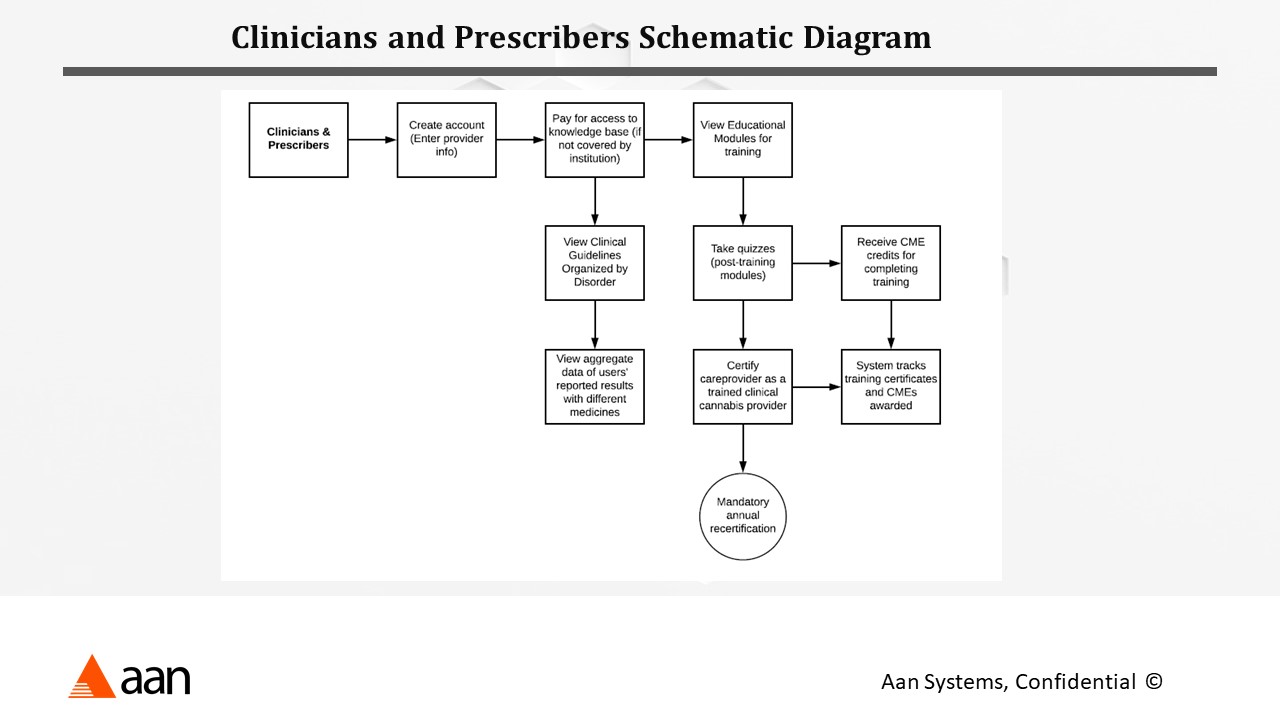 Clinicians and Prescribers Schematic Diagram
Clinicians &
Prescribers
Create account
(Enter provider
info)
Pay for access to
knowledge base (if
not covered by
institution)
View Educational
Modules for
training
View Clinical
Guidelines
Organized by
Disorder
Take quizzes
(post-training
modules)
Receive CME
credits for
completing
training
View aggregate
data of users'
reported results
with different
medicines
Certify
careprovider as a
trained clinical
cannabis provider
System tracks
training certificates
and CMEs
awarded
Mandatory
annual
recertification
aan
Aan Systems, Confidential ©